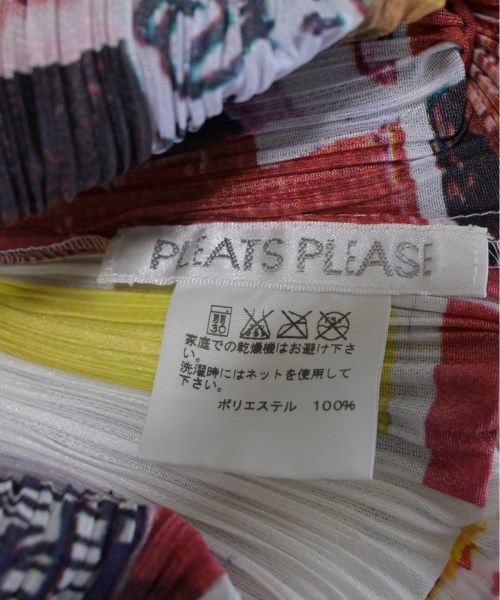 PLEATS PLEASE
弱 30
家庭での乾燥機はお避け下さ
い。
洗濯時にはネットを使用して
下さい。
ポリエステル 100%